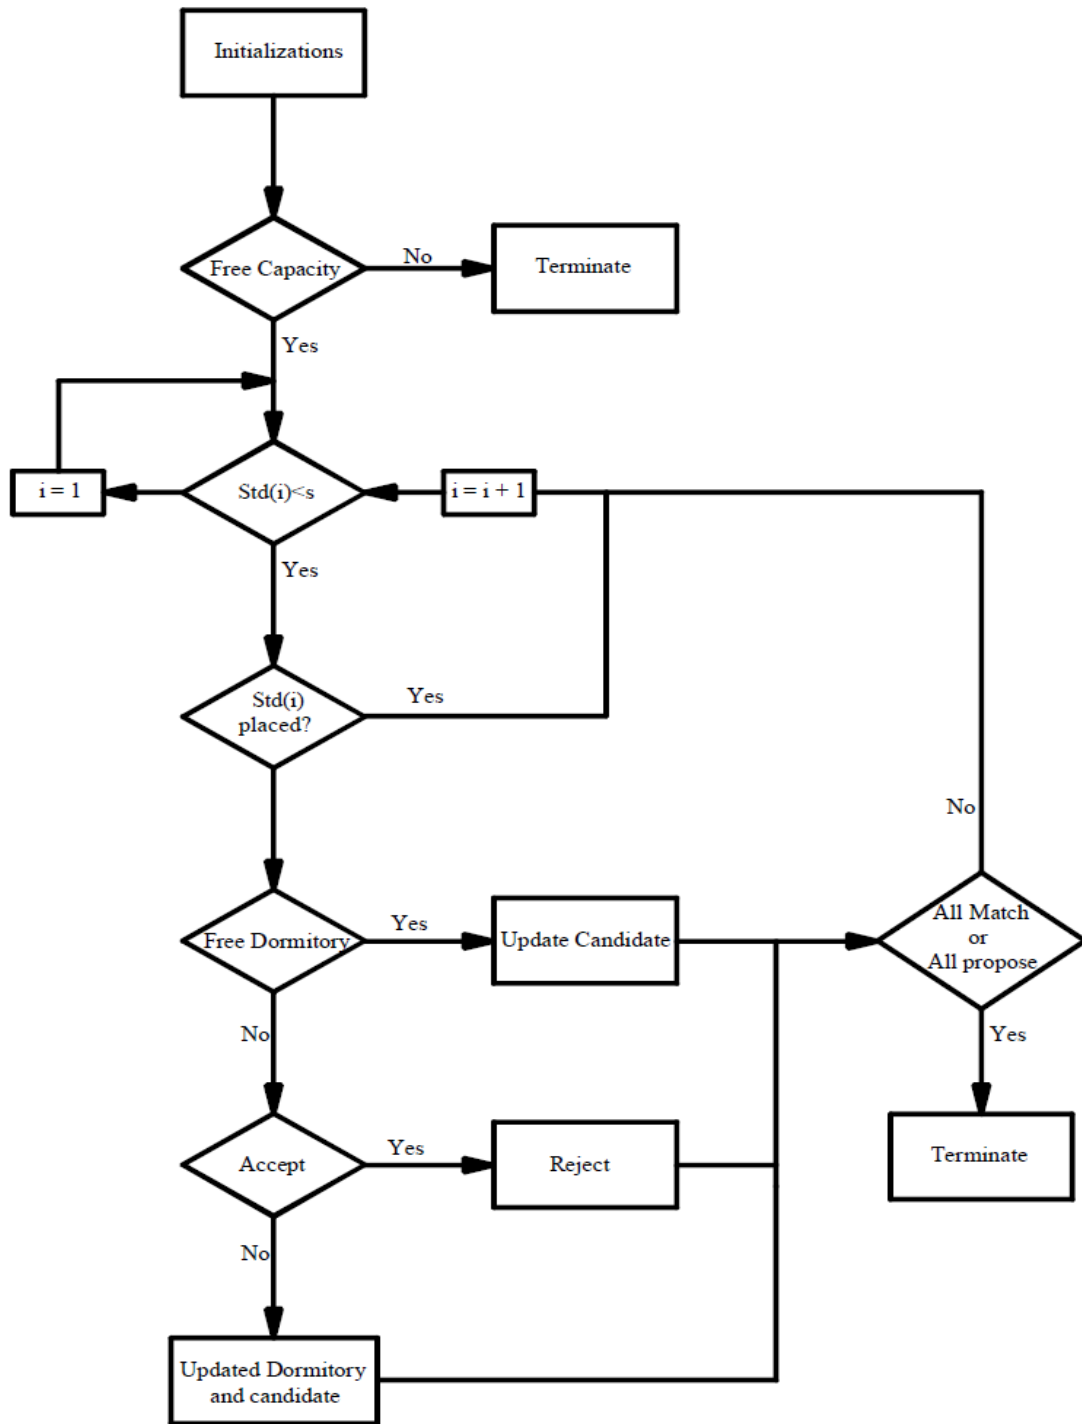 Initializations
Free Capacity
No
Terminate
Yes
i = 1
Std(i)<s
i = i + 1
Yes
Std(i)
placed?
Yes
No
Free Dormitory
Yes
Update Candidate
All Match
or
All propose
No
Yes
Accept
Yes
Reject
Terminate
No
Updated Dormitory
and candidate